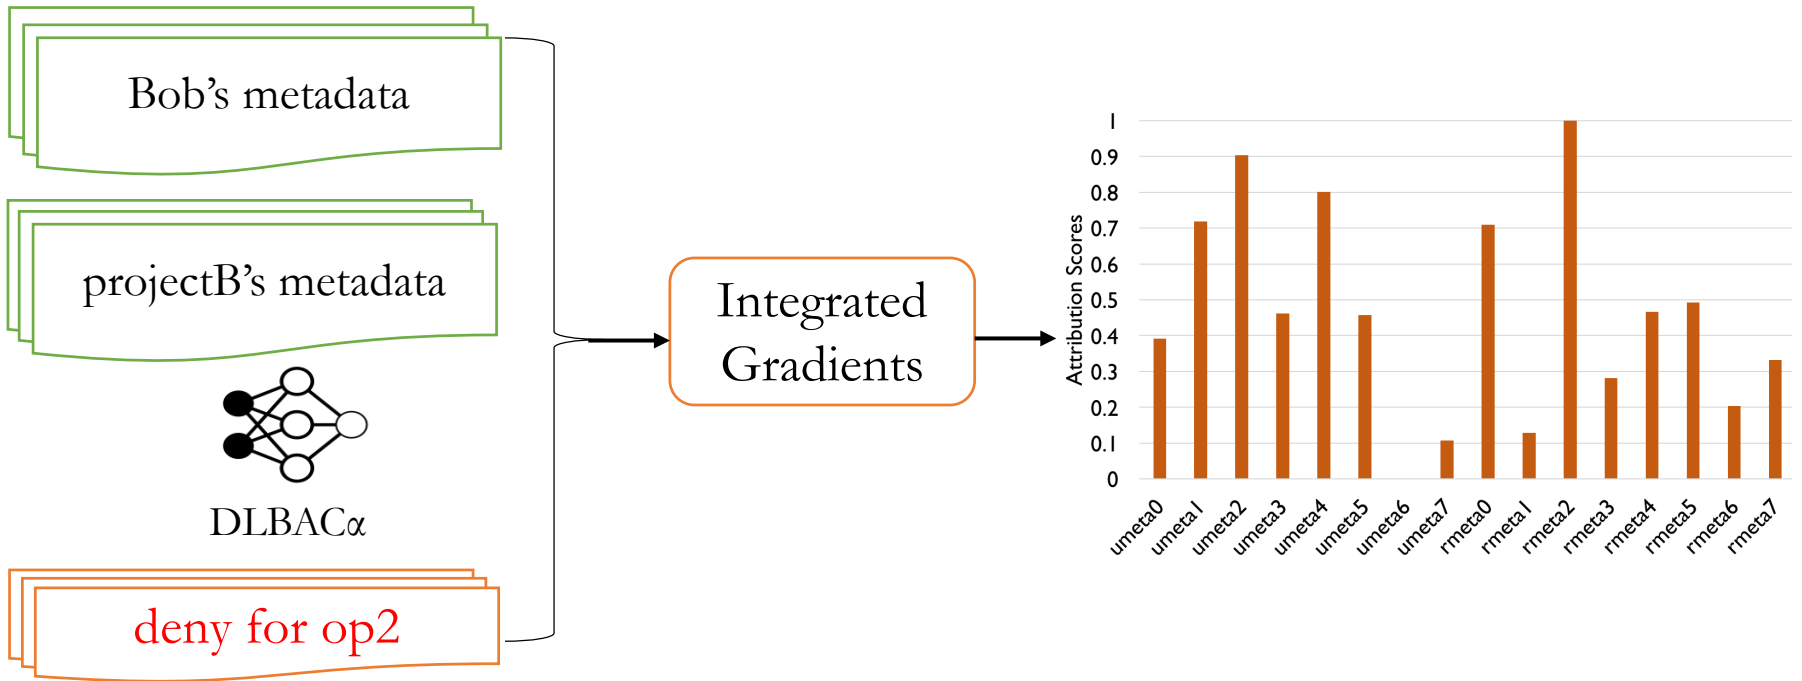 Bob’s metadata
projectB’s metadata
DLBACα
deny for op2
Integrated
Gradients
Attribution Scores
1
0.9
0.8
0.7
0.6
0.5
0.4
0.3
0.2
0.1
0
umeta0
umeta1
umeta2
umeta3
umeta4
umeta5
umeta6
umeta7
rmeta0
rmeta1
rmeta2
rmeta3
rmeta4
rmeta5
rmeta6
rmeta7